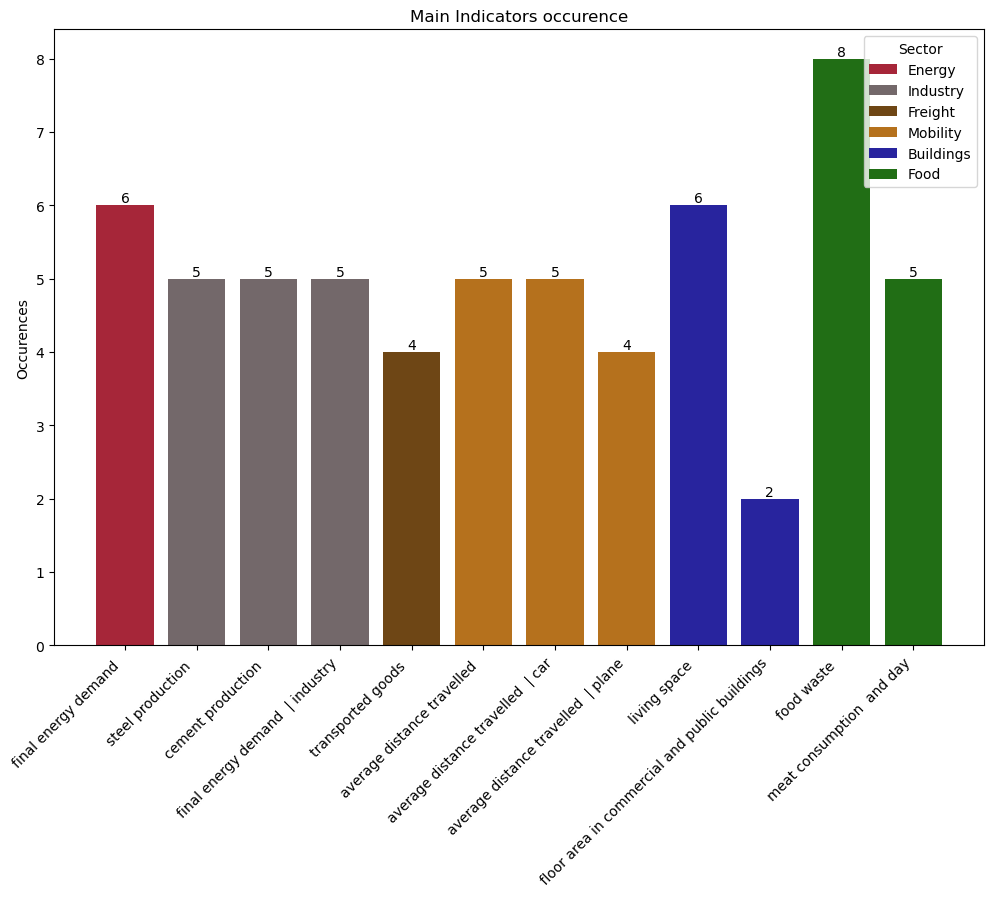 Main Indicators occurence
Sector
Energy
Industry
Freight
Mobility
Buildings
Food
Occurences
8
7
6
5
4
3
2
1
0
6
5
5
5
4
5
5
4
6
2
8
5
final energy demand
steel production
cement production
final energy demand | industry
transported goods
average distance travelled
average distance travelled | car
average distance travelled | plane
living space
floor area in commercial and public buildings
food waste
meat consumption and day